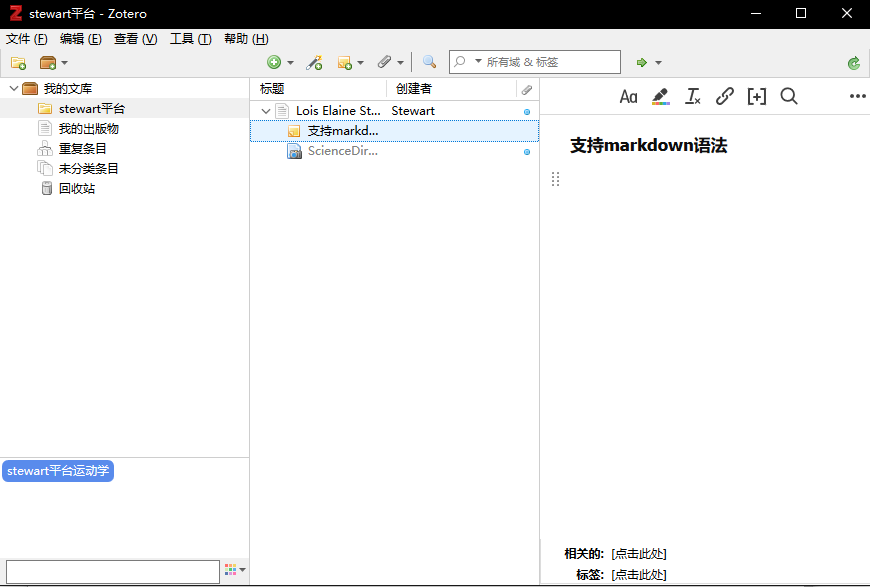 stewart平台 - Zotero
文件 (F) 编辑 (E) 查看 (V) 工具 (T) 帮助 (H)
所有域 & 标签
我的文库
stewart平台
我的出版物
重复条目
未分类条目
回收站
stewart平台运动学
标题 创建者
Lois Elaine St... Stewart
支持markd...
ScienceDir...
Aa
支持markdown语法
相关的: [点击此处]
标签: [点击此处]